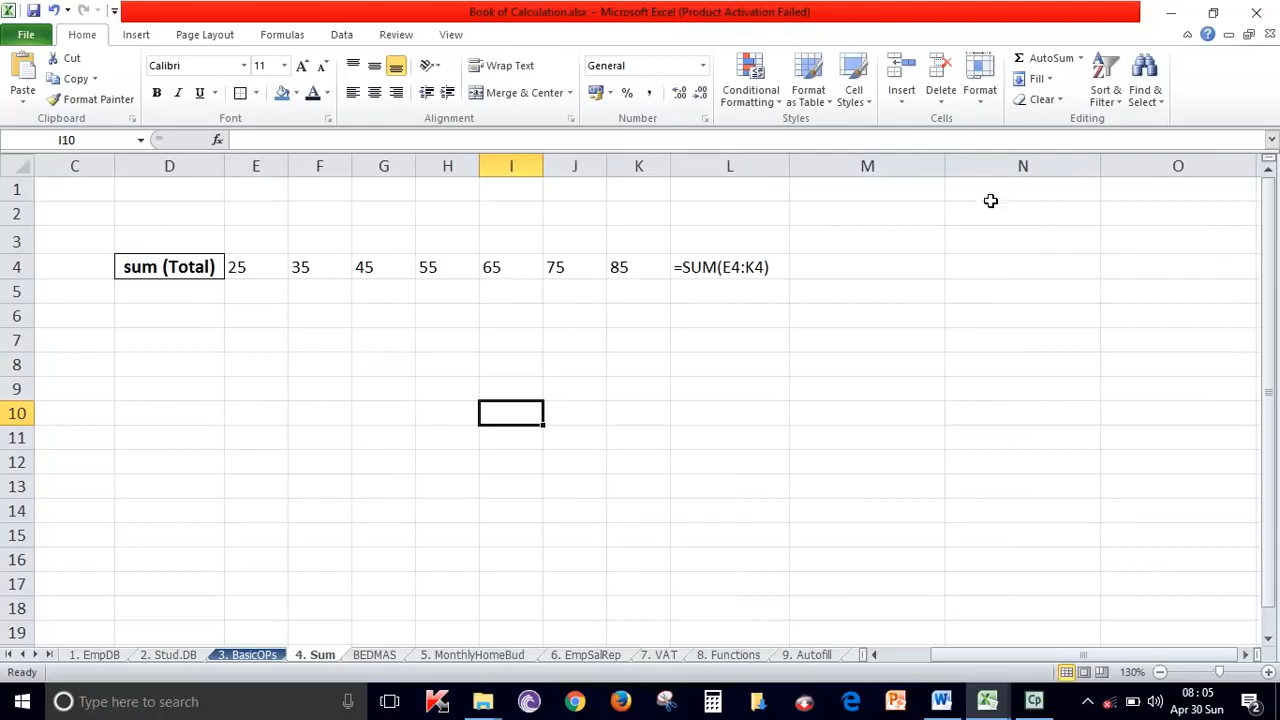 Book of Calculation.xlsx - Microsoft Excel (Product Activation Failed)
File Home Insert Page Layout Formulas Data Review View
Cut
Copy
Format Painter
Paste
Clipboard
Calibri 11
B I U A
Font
Wrap Text
Merge & Center
Alignment
General
% ,
Number
Conditional Formatting
Format as Table
Cell Styles
Styles
Insert Delete Format
Cells
Σ AutoSum
Fill
Clear
Sort & Filter
Find & Select
Editing
I10 fx
C D E F G H I J K L M N O
1
2
3
4 sum (Total) 25 35 45 55 65 75 85 =SUM(E4:K4)
5
6
7
8
9
10
11
12
13
14
15
16
17
18
19
1. EmpDB 2. Stud.DB 3. BasicOPs 4. Sum BEDMAS 5. MonthlyHomeBud 6. EmpSalRep 7. VAT 8. Functions 9. Autofill
Ready 130%
Type here to search
08 : 05
Apr 30 Sun